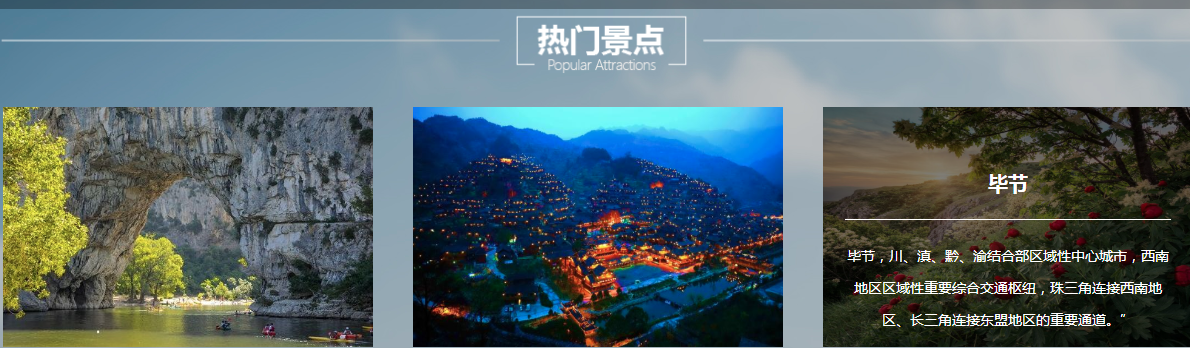 热门景点
Popular Attractions
毕节
毕节，川、滇、黔、渝结合部区域性中心城市，西南
地区区域性重要综合交通枢纽，珠三角连接西南地
区、长三角连接东盟地区的重要通道。”